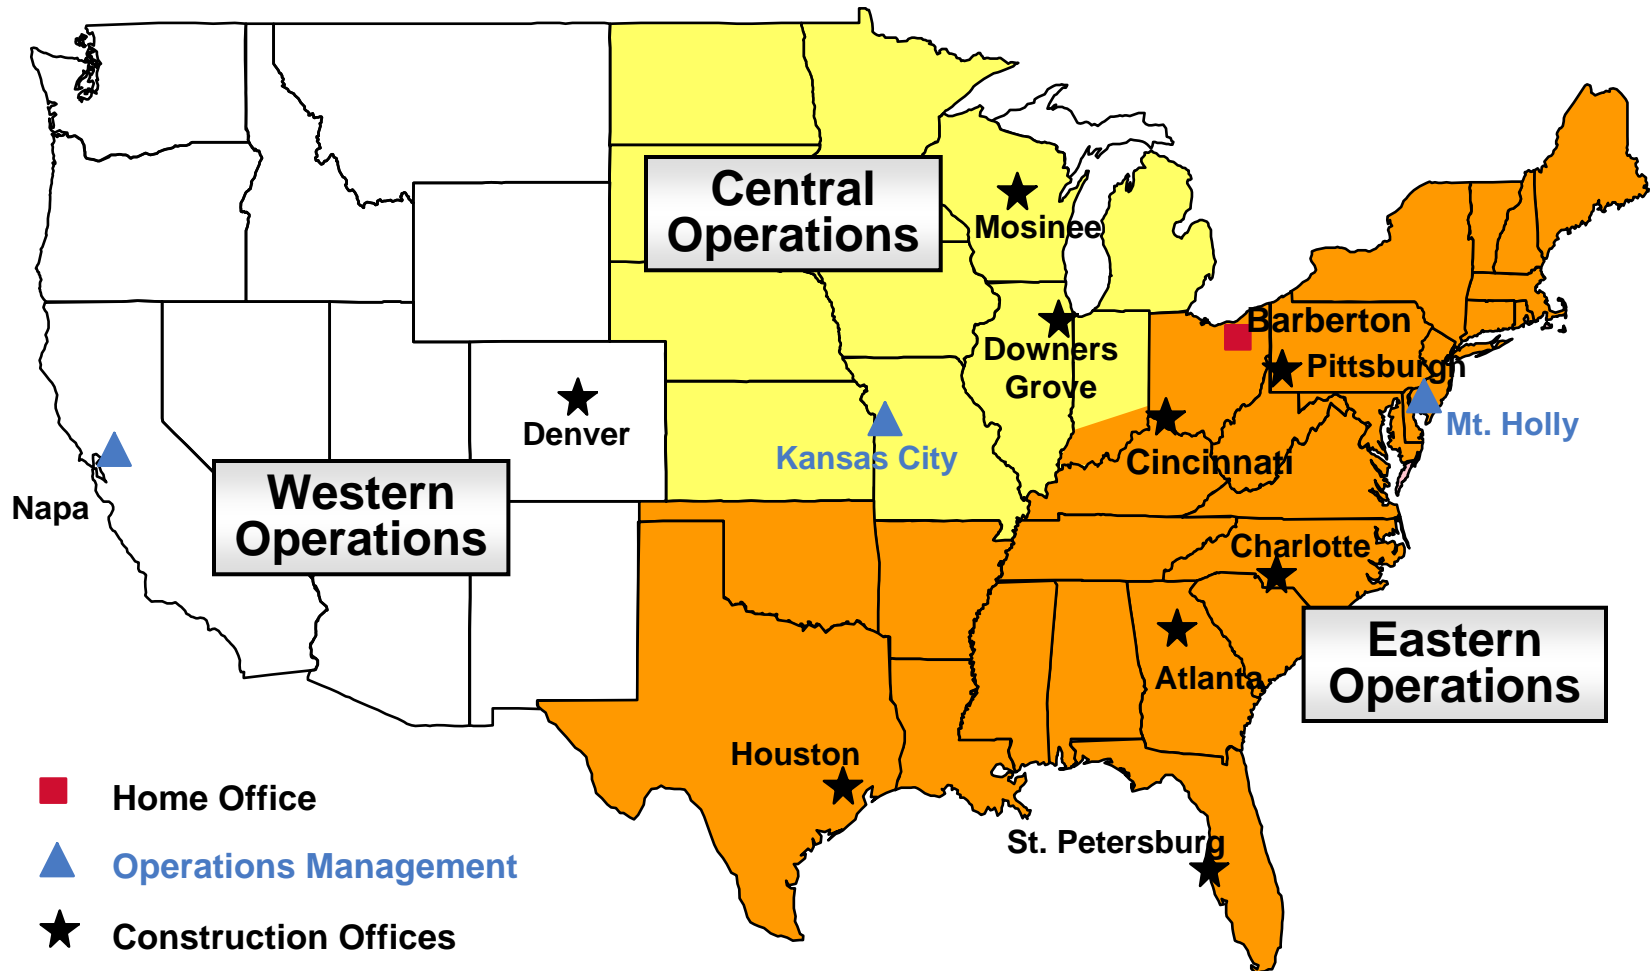 Central
Operations
Mosinee
Barberton
Downers
Grove
Pittsburgh
Denver
Kansas City
Mt. Holly
Cincinnati
Napa
Western
Operations
Charlotte
Eastern
Operations
Atlanta
Houston
St. Petersburg
Home Office
Operations Management
Construction Offices